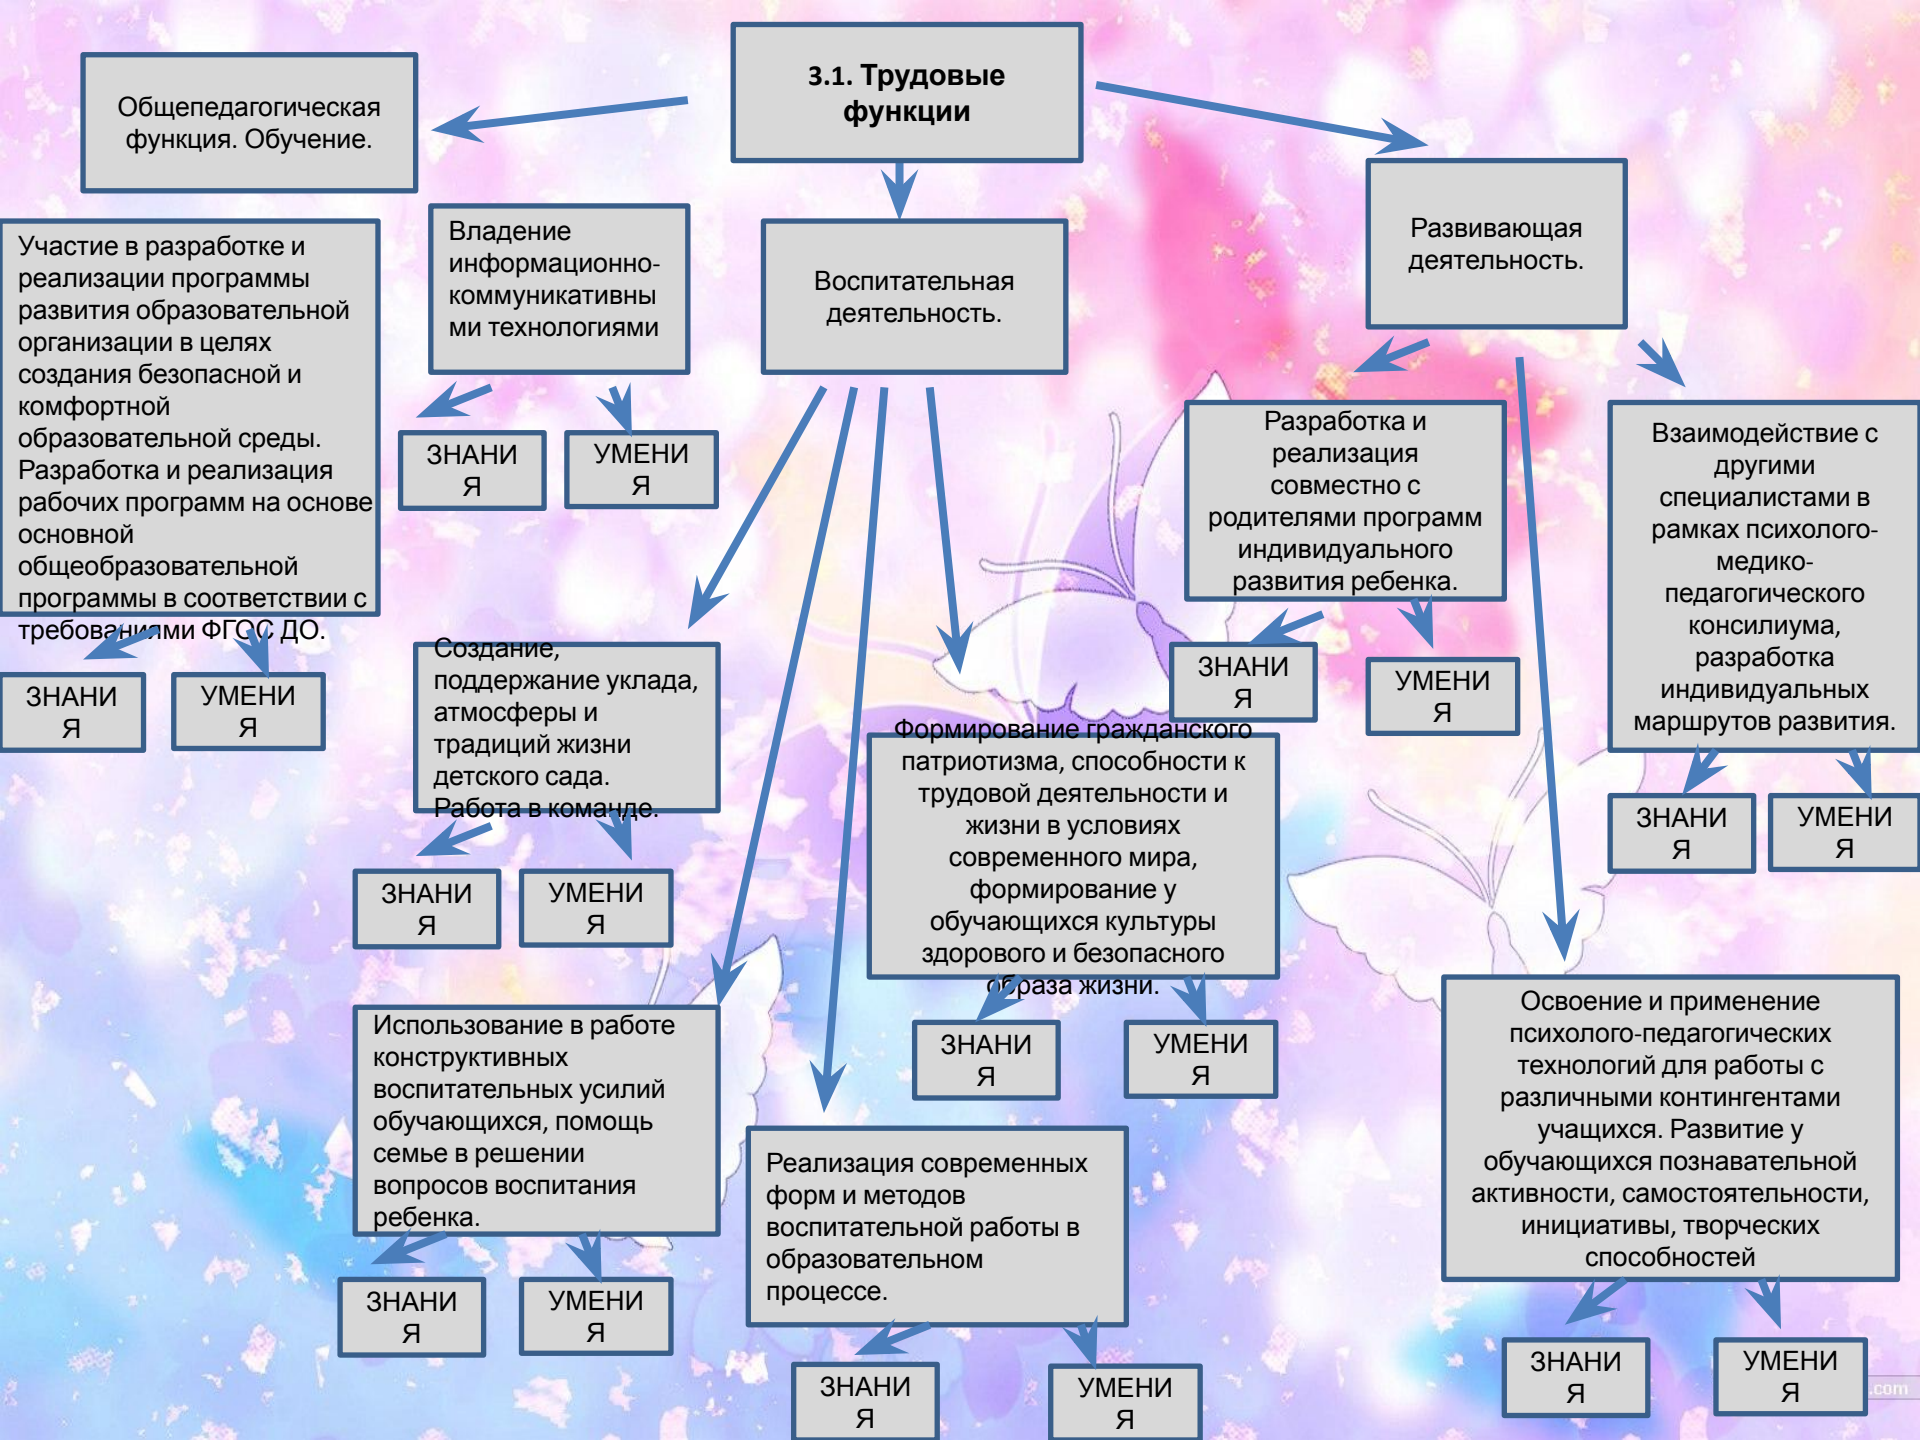 3.1. Трудовые
функции
Общепедагогическая
функция. Обучение.
Участие в разработке и
реализации программы
развития образовательной
организации в целях
создания безопасной и
комфортной
образовательной среды.
Разработка и реализация
рабочих программ на основе
основной
общеобразовательной
программы в соответствии с
требованиями ФГОС ДО.
ЗНАНИ
Я
УМЕНИ
Я
Владение
информационно-
коммуникативны
ми технологиями
ЗНАНИ
Я
УМЕНИ
Я
Воспитательная
деятельность.
Создание,
поддержание уклада,
атмосферы и
традиций жизни
детского сада.
Работа в команде.
ЗНАНИ
Я
УМЕНИ
Я
Использование в работе
конструктивных
воспитательных усилий
обучающихся, помощь
семье в решении
вопросов воспитания
ребенка.
ЗНАНИ
Я
УМЕНИ
Я
Реализация современных
форм и методов
воспитательной работы в
образовательном
процессе.
ЗНАНИ
Я
УМЕНИ
Я
Формирование гражданского
патриотизма, способности к
трудовой деятельности и
жизни в условиях
современного мира,
формирование у
обучающихся культуры
здорового и безопасного
образа жизни.
ЗНАНИ
Я
УМЕНИ
Я
Развивающая
деятельность.
Разработка и
реализация
совместно с
родителями программ
индивидуального
развития ребенка.
ЗНАНИ
Я
УМЕНИ
Я
Взаимодействие с
другими
специалистами в
рамках психолого-
медико-
педагогического
консилиума,
разработка
индивидуальных
маршрутов развития.
ЗНАНИ
Я
УМЕНИ
Я
Освоение и применение
психолого-педагогических
технологий для работы с
различными контингентами
учащихся. Развитие у
обучающихся познавательной
активности, самостоятельности,
инициативы, творческих
способностей
ЗНАНИ
Я
УМЕНИ
Я
.com